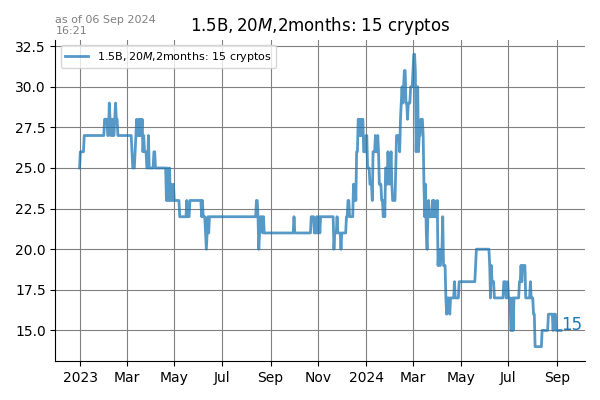 as of 06 Sep 2024
16:21
1.5B, 20M,2months: 15 cryptos
1.5B, 20M,2months: 15 cryptos
32.5
30.0
27.5
25.0
22.5
20.0
17.5
15.0
15
2023 Mar May Jul Sep Nov 2024 Mar May Jul Sep